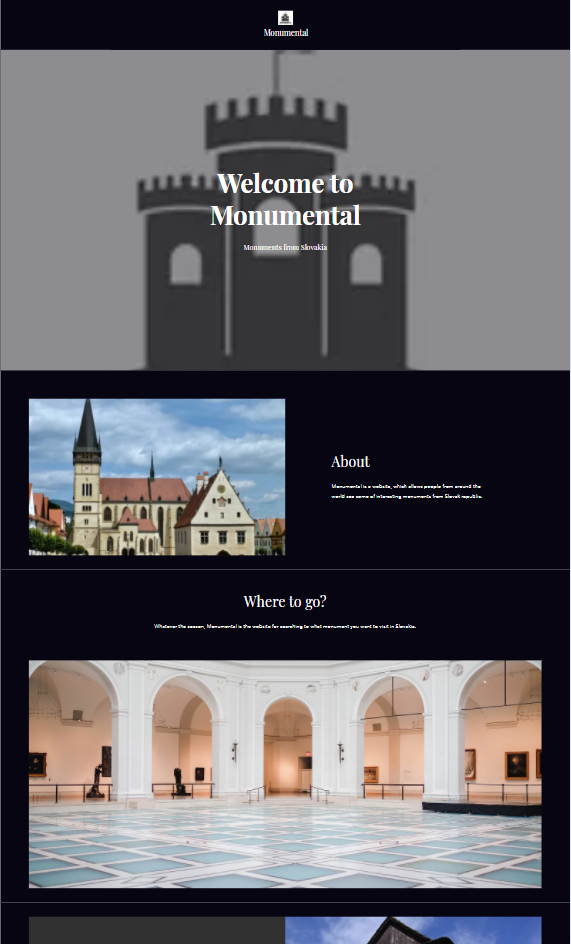 Monumental
Welcome to
Monumental
Monuments from Slovakia
About
Monumental is a website, which allows people from around the
world see some of interesting monuments from Slovak republic.
Where to go?
Whatever the season, Monumental is the website for searching to what monument you want to visit in Slovakia.